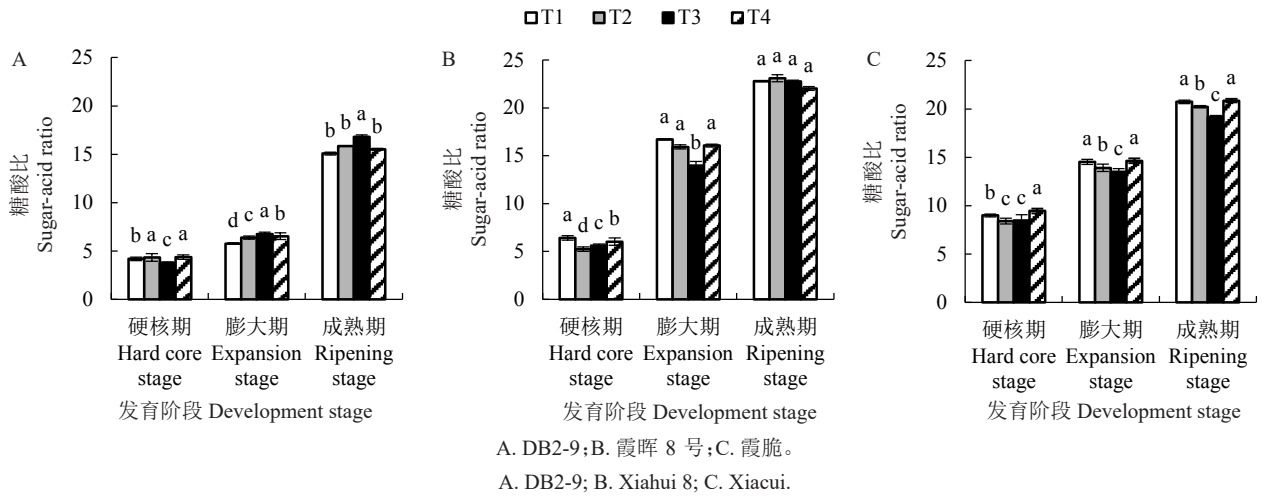 T1 T2 T3 T4
A
25
20
15
10
5
0
糖酸比
Sugar-acid ratio
b a c a
d c a b
b b a b
硬核期 膨大期 成熟期
Hard core Expansion Ripening
stage stage stage
发育阶段 Development stage
B
25
20
15
10
5
0
糖酸比
Sugar-acid ratio
a d c b
a a b a
a a a a
硬核期 膨大期 成熟期
Hard core Expansion Ripening
stage stage stage
发育阶段 Development stage
C
25
20
15
10
5
0
糖酸比
Sugar-acid ratio
b c c a
a b c a
a b c a
硬核期 膨大期 成熟期
Hard core Expansion Ripening
stage stage stage
发育阶段 Development stage
A. DB2-9;B. 霞晖 8 号;C. 霞脆。
A. DB2-9; B. Xiahui 8; C. Xiacui.